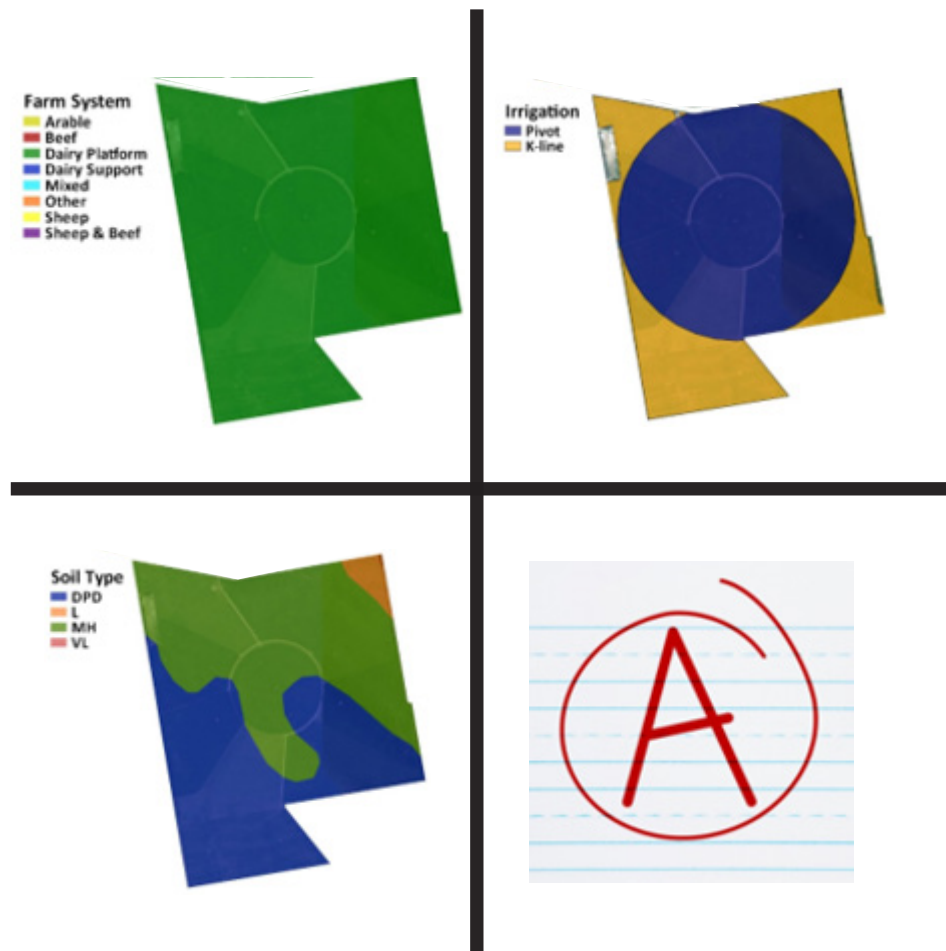 Farm System
Arable
Beef
Dairy Platform
Dairy Support
Mixed
Other
Sheep
Sheep & Beef
Irrigation
Pivot
K-line
Soil Type
DPD
L
MH
VL
A